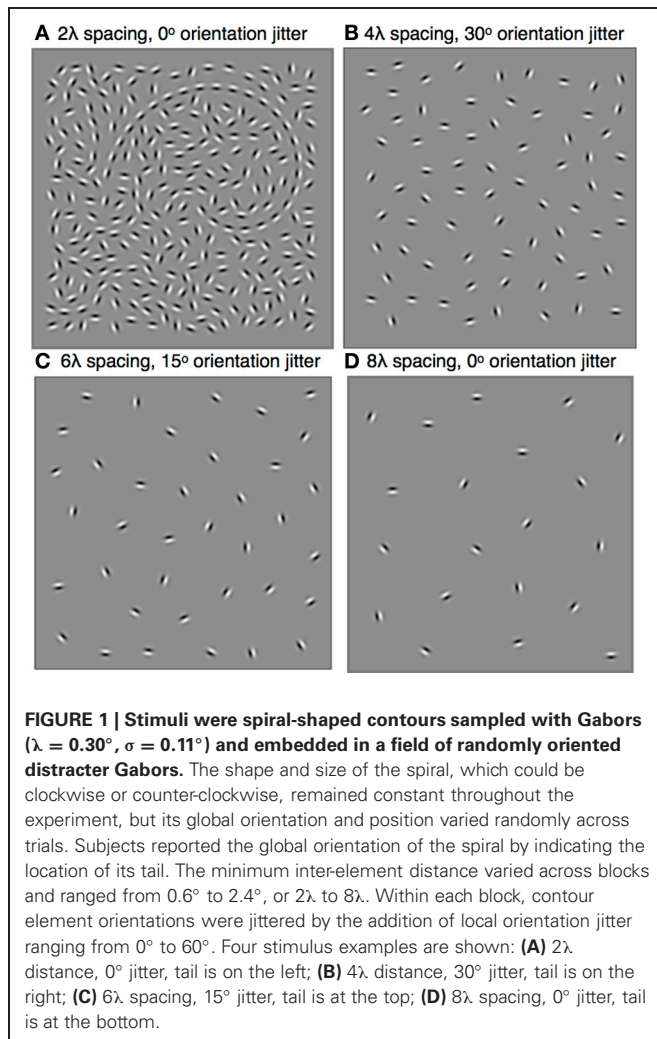 A 2λ spacing, 0° orientation jitter
B 4λ spacing, 30° orientation jitter
C 6λ spacing, 15° orientation jitter
D 8λ spacing, 0° orientation jitter
FIGURE 1 | Stimuli were spiral-shaped contours sampled with Gabors
(λ = 0.30°, σ = 0.11°) and embedded in a field of randomly oriented
distracter Gabors. The shape and size of the spiral, which could be
clockwise or counter-clockwise, remained constant throughout the
experiment, but its global orientation and position varied randomly across
trials. Subjects reported the global orientation of the spiral by indicating the
location of its tail. The minimum inter-element distance varied across blocks
and ranged from 0.6° to 2.4°, or 2λ to 8λ. Within each block, contour
element orientations were jittered by the addition of local orientation jitter
ranging from 0° to 60°. Four stimulus examples are shown: (A) 2λ
distance, 0° jitter, tail is on the left; (B) 4λ distance, 30° jitter, tail is on the
right; (C) 6λ spacing, 15° jitter, tail is at the top; (D) 8λ spacing, 0° jitter, tail
is at the bottom.